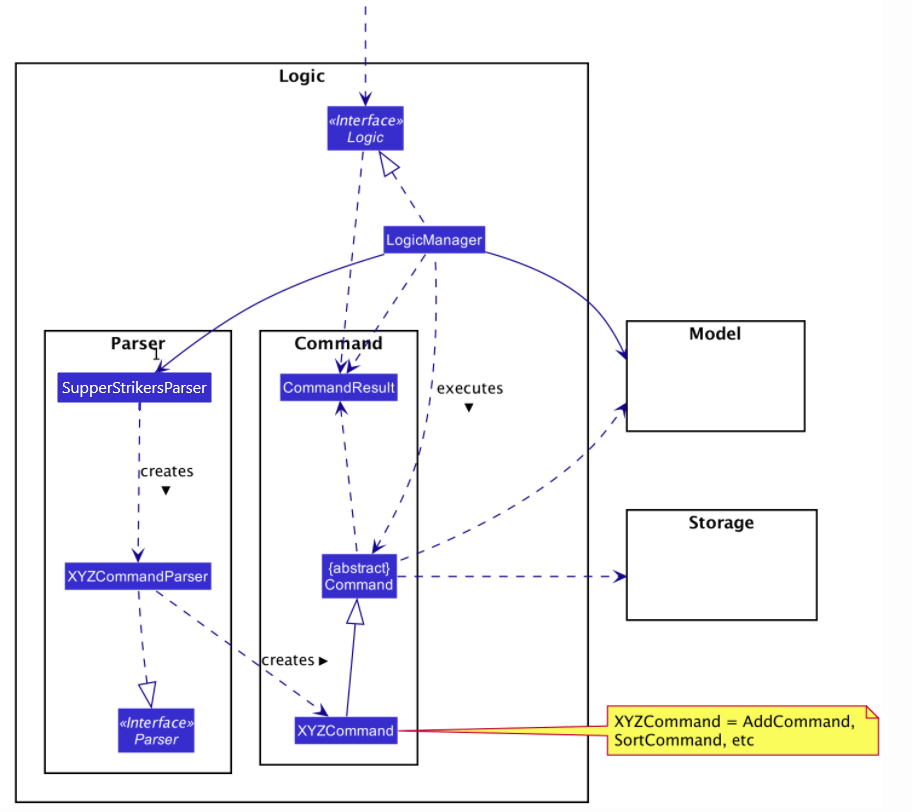 Logic
«Interface»
Logic
LogicManager
Parser
Command
Model
SupperStrikersParser
CommandResult
executes
▼
creates
▼
Storage
XYZCommandParser
{abstract}
Command
creates ►
«Interface»
Parser
XYZCommand
XYZCommand = AddCommand,
SortCommand, etc